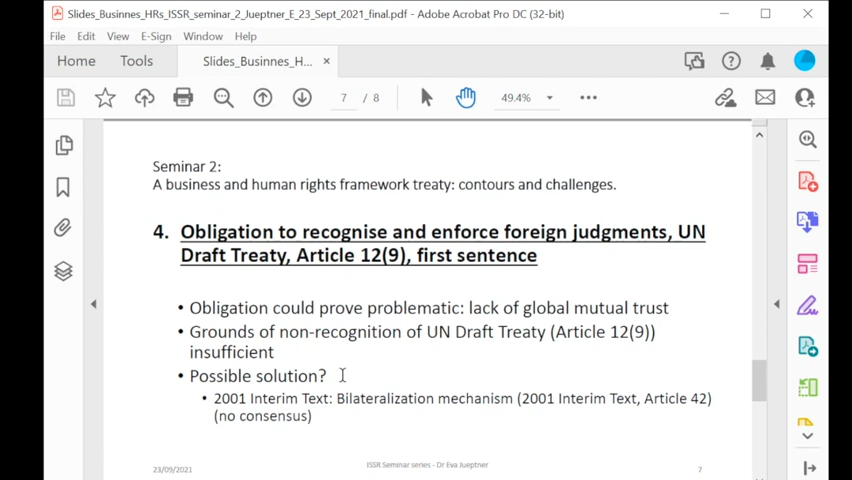 Slides_Businnes_HRs_ISSR_seminar_2_Jueptner_E_23_Sept_2021_final.pdf - Adobe Acrobat Pro DC (32-bit)
File Edit View E-Sign Window Help
Home Tools Slides_Businnes_H... ×
7 / 8 49.4%
Seminar 2:
A business and human rights framework treaty: contours and challenges.
4. Obligation to recognise and enforce foreign judgments, UN
Draft Treaty, Article 12(9), first sentence
• Obligation could prove problematic: lack of global mutual trust
• Grounds of non-recognition of UN Draft Treaty (Article 12(9))
insufficient
• Possible solution?
• 2001 Interim Text: Bilateralization mechanism (2001 Interim Text, Article 42)
(no consensus)
23/09/2021 ISSR Seminar series - Dr Eva Jueptner 7